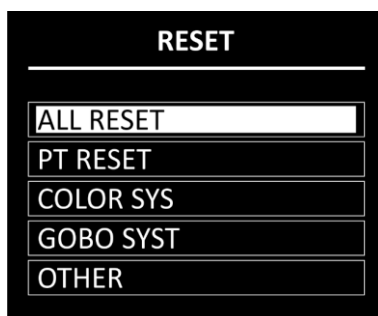 RESET
ALL RESET
PT RESET
COLOR SYS
GOBO SYST
OTHER